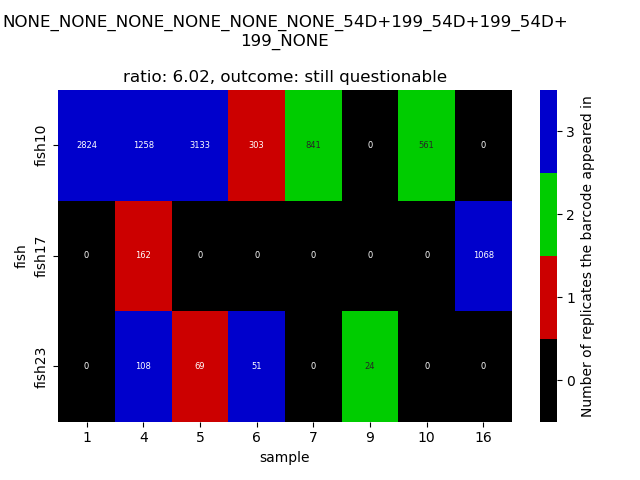 NONE_NONE_NONE_NONE_NONE_NONE_54D+199_54D+199_54D+
199_NONE
ratio: 6.02, outcome: still questionable
fish10
2824 1258 3133 303 841 0 561 0
fish17
0 162 0 0 0 0 0 1068
fish23
0 108 69 51 0 24 0 0
fish
1 4 5 6 7 9 10 16
sample
3
2
1
0
Number of replicates the barcode appeared in